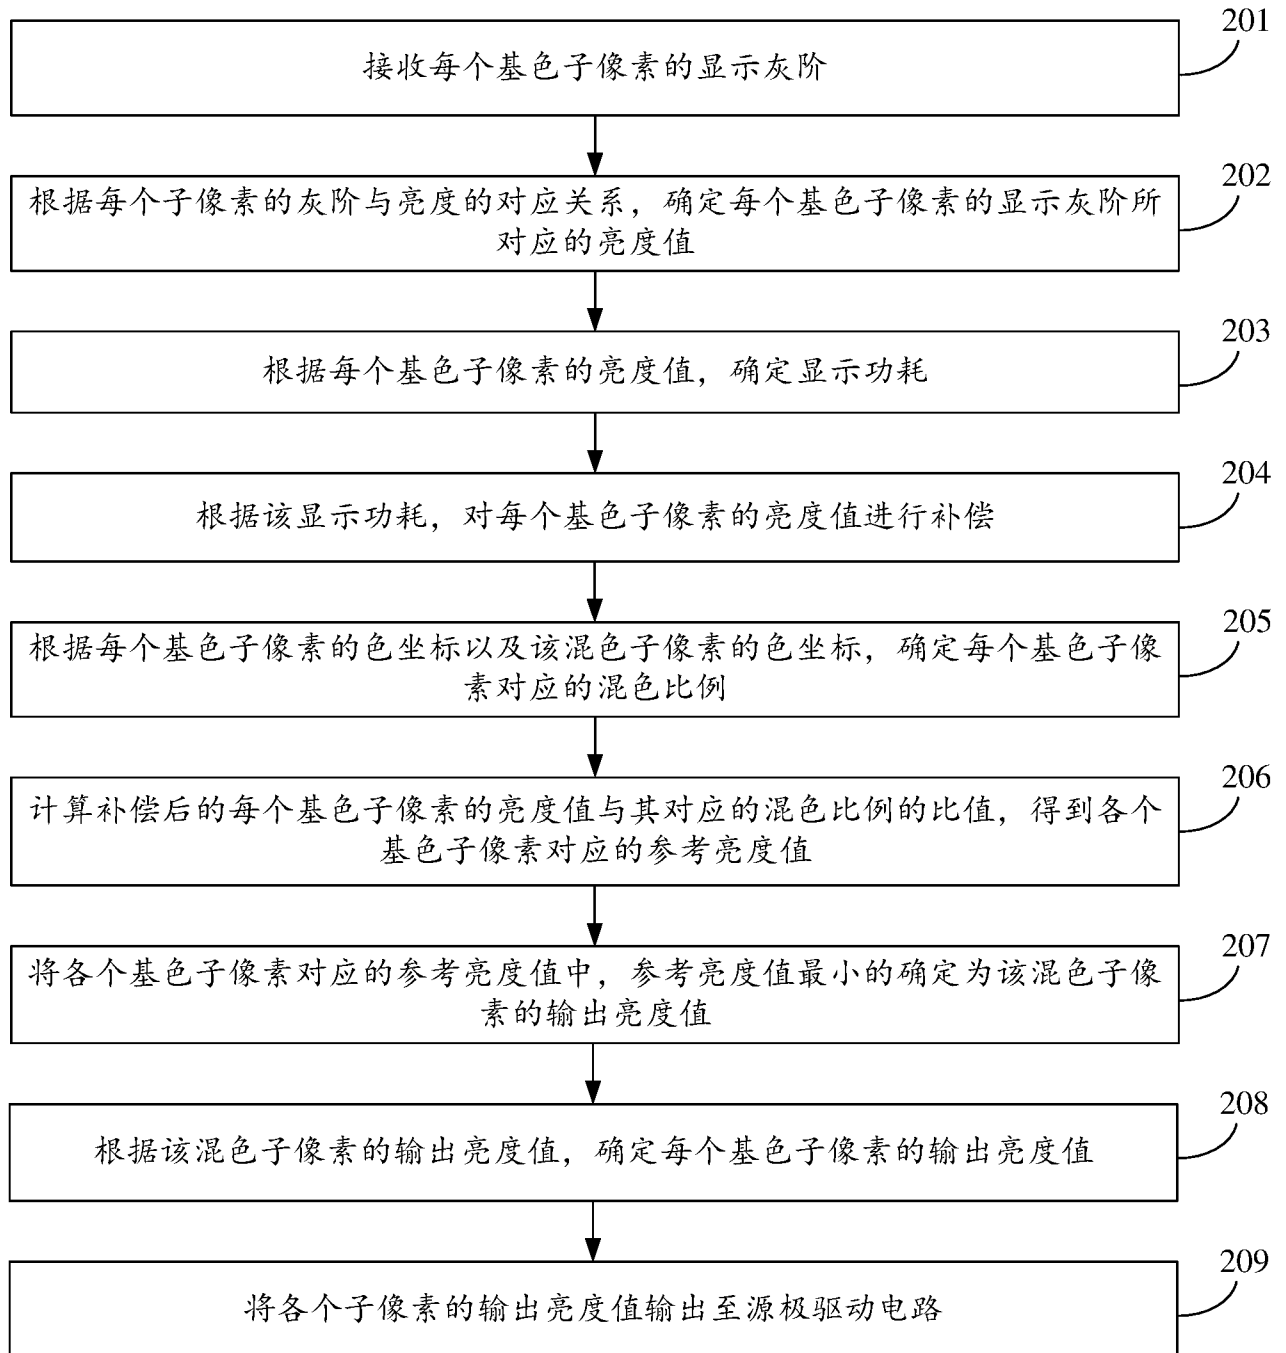 201
接收每个基色子像素的显示灰阶
202
根据每个子像素的灰阶与亮度的对应关系，确定每个基色子像素的显示灰阶所
对应的亮度值
203
根据每个基色子像素的亮度值，确定显示功耗
204
根据该显示功耗，对每个基色子像素的亮度值进行补偿
205
根据每个基色子像素的色坐标以及该混色子像素的色坐标，确定每个基色子像
素对应的混色比例
206
计算补偿后的每个基色子像素的亮度值与其对应的混色比例的比值，得到各个
基色子像素对应的参考亮度值
207
将各个基色子像素对应的参考亮度值中，参考亮度值最小的确定为该混色子像
素的输出亮度值
208
根据该混色子像素的输出亮度值，确定每个基色子像素的输出亮度值
209
将各个子像素的输出亮度值输出至源极驱动电路